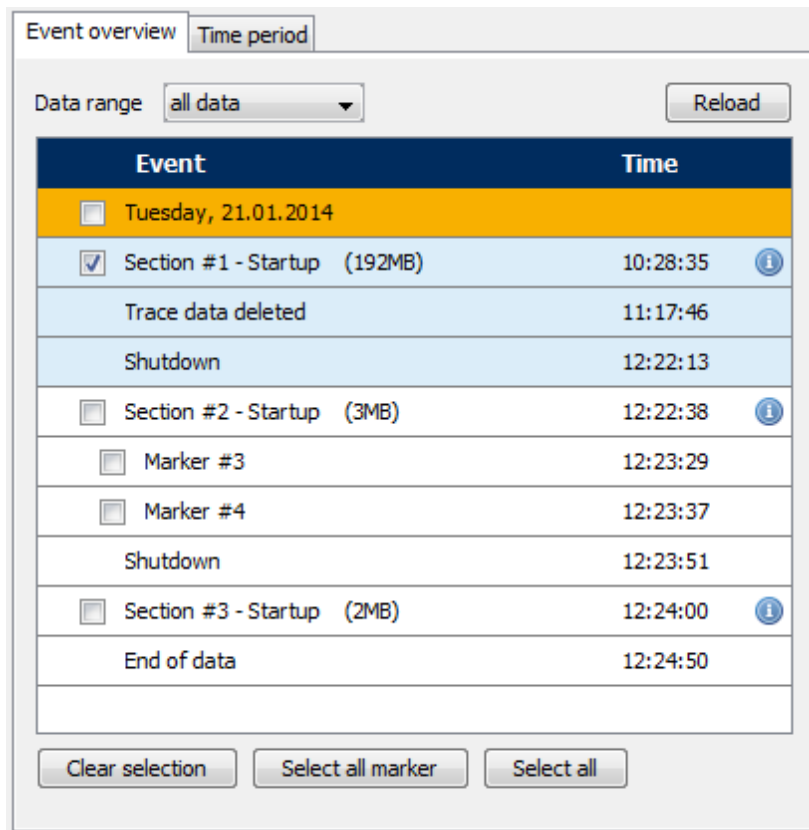 Event overview Time period
Data range all data Reload
Event Time
Tuesday, 21.01.2014
Section #1 - Startup (192MB) 10:28:35
Trace data deleted 11:17:46
Shutdown 12:22:13
Section #2 - Startup (3MB) 12:22:38
Marker #3 12:23:29
Marker #4 12:23:37
Shutdown 12:23:51
Section #3 - Startup (2MB) 12:24:00
End of data 12:24:50
Clear selection Select all marker Select all